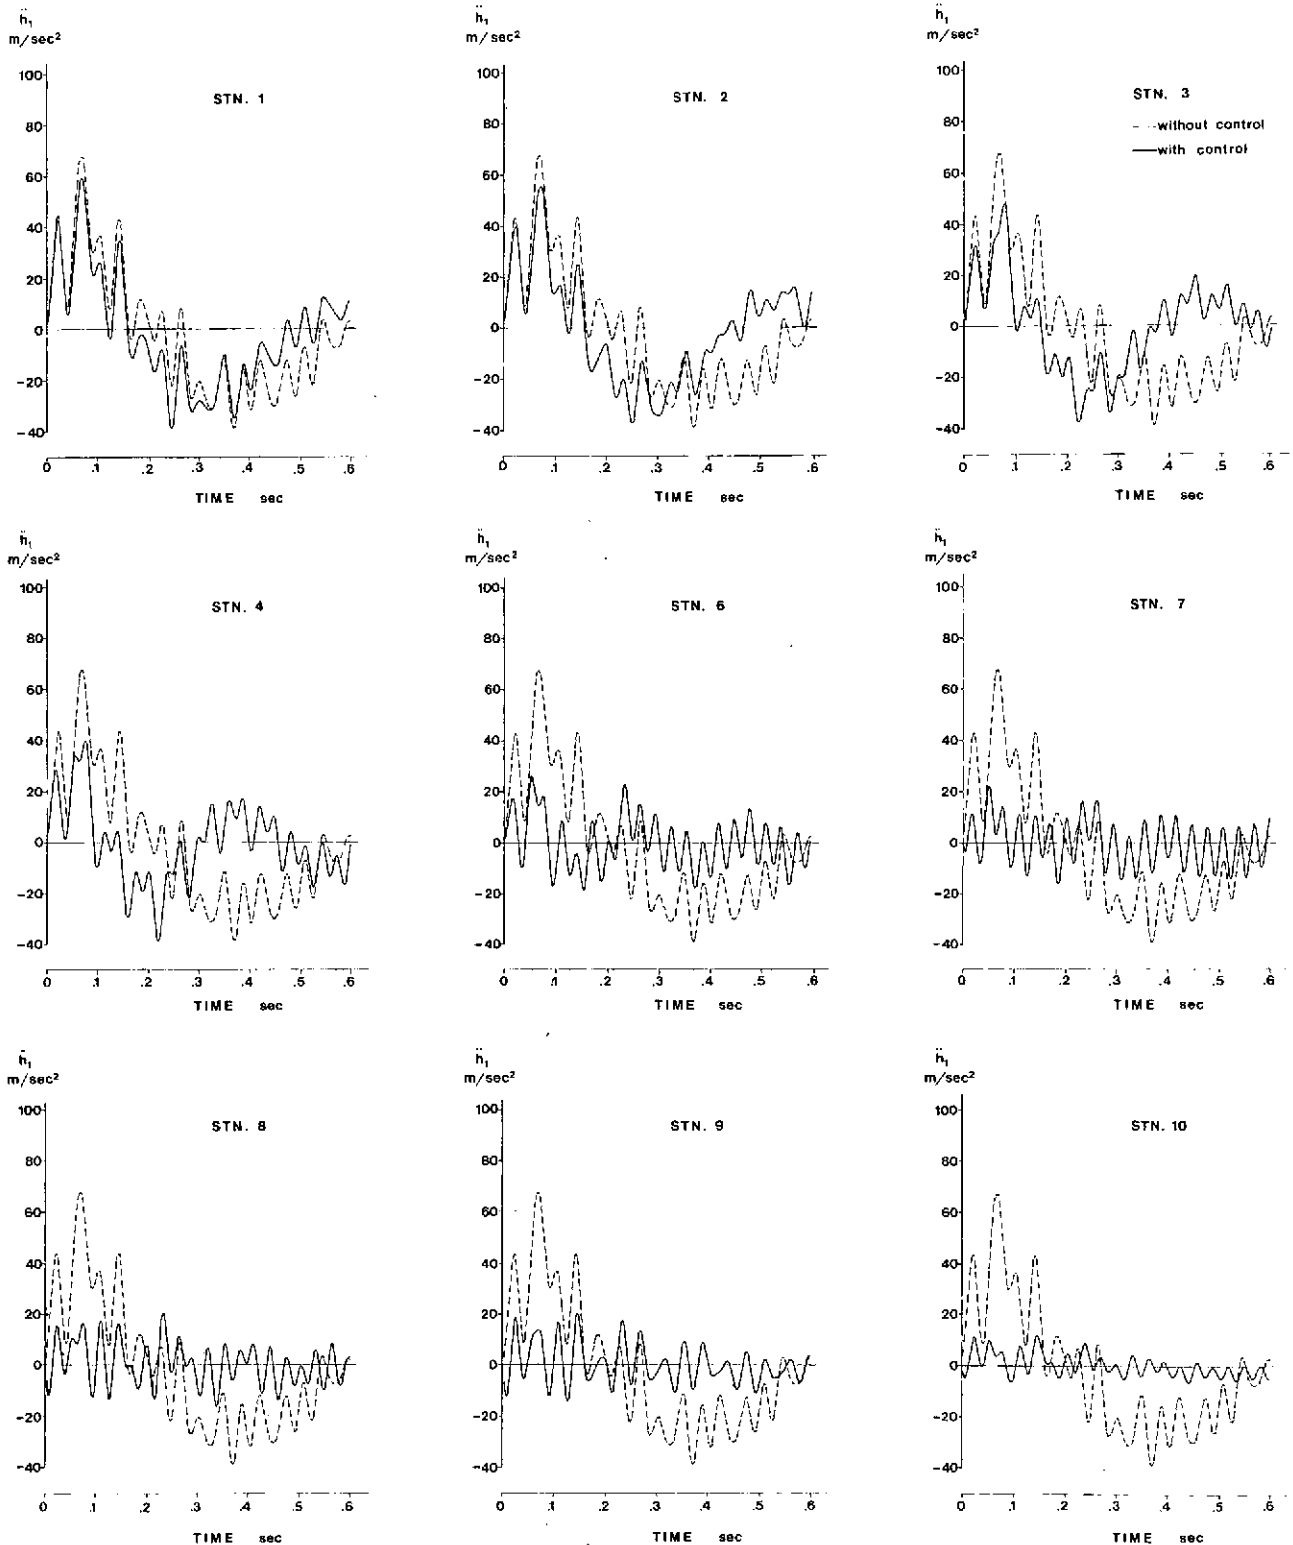 ḧ₁
m/sec²
STN. 1
100
80
60
40
20
0
-20
-40
0 .1 .2 .3 .4 .5 .6
TIME sec
ḧ₁
m/sec²
STN. 2
100
80
60
40
20
0
-20
-40
0 .1 .2 .3 .4 .5 .6
TIME sec
ḧ₁
m/sec²
STN. 3
without control
with control
100
80
60
40
20
0
-20
-40
0 .1 .2 .3 .4 .5 .6
TIME sec
ḧ₁
m/sec²
STN. 4
100
80
60
40
20
0
-20
-40
0 .1 .2 .3 .4 .5 .6
TIME sec
ḧ₁
m/sec²
STN. 6
100
80
60
40
20
0
-20
-40
0 .1 .2 .3 .4 .5 .6
TIME sec
ḧ₁
m/sec²
STN. 7
100
80
60
40
20
0
-20
-40
0 .1 .2 .3 .4 .5 .6
TIME sec
ḧ₁
m/sec²
STN. 8
100
80
60
40
20
0
-20
-40
0 .1 .2 .3 .4 .5 .6
TIME sec
ḧ₁
m/sec²
STN. 9
100
80
60
40
20
0
-20
-40
0 .1 .2 .3 .4 .5 .6
TIME sec
ḧ₁
m/sec²
STN. 10
100
80
60
40
20
0
-20
-40
0 .1 .2 .3 .4 .5 .6
TIME sec